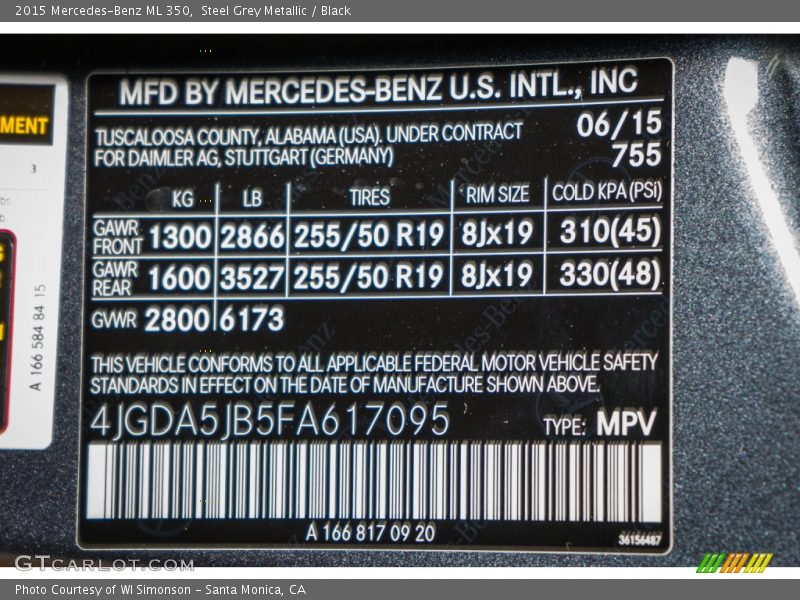 2015 Mercedes-Benz ML 350, Steel Grey Metallic / Black
MFD BY MERCEDES-BENZ U.S. INTL., INC
TUSCALOOSA COUNTY, ALABAMA (USA). UNDER CONTRACT
FOR DAIMLER AG, STUTTGART (GERMANY)
06/15
755
KG LB TIRES RIM SIZE COLD KPA (PSI)
GAWR FRONT 1300 2866 255/50 R19 8Jx19 310(45)
GAWR REAR 1600 3527 255/50 R19 8Jx19 330(48)
GVWR 2800 6173
THIS VEHICLE CONFORMS TO ALL APPLICABLE FEDERAL MOTOR VEHICLE SAFETY
STANDARDS IN EFFECT ON THE DATE OF MANUFACTURE SHOWN ABOVE.
4JGDA5JB5FA617095 TYPE: MPV
A 166 817 09 20
36156487
MENT
3
A 166 584 84 15
GTCARLOT.COM
Photo Courtesy of WI Simonson - Santa Monica, CA